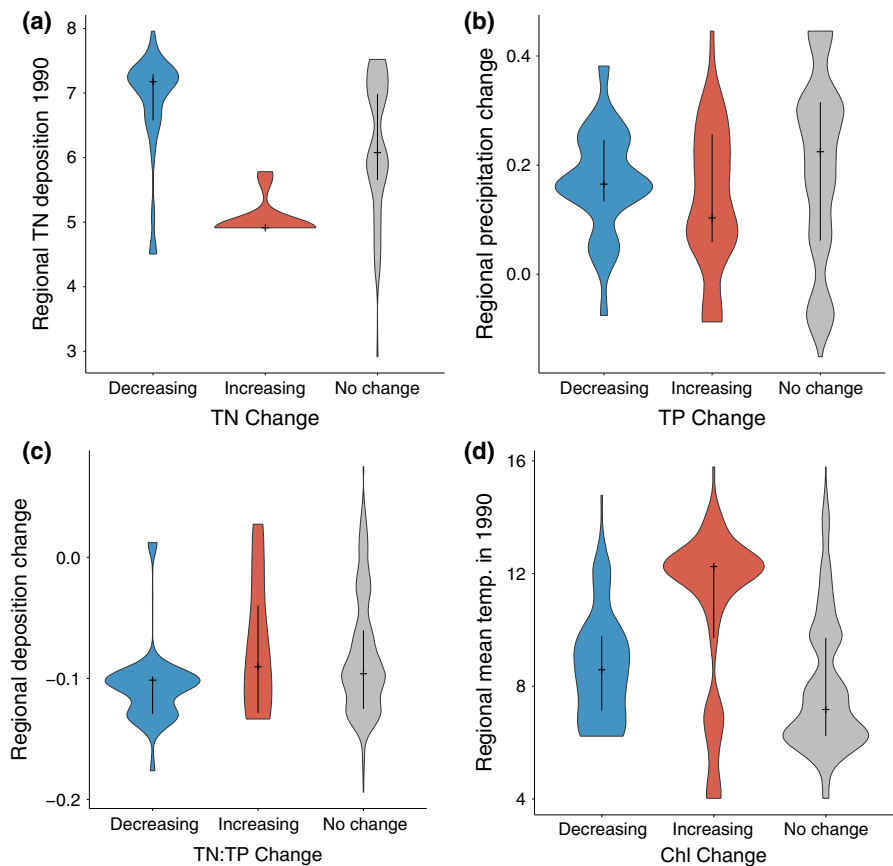 (a)
Regional TN deposition 1990
8
7
6
5
4
3
Decreasing Increasing No change
TN Change
(b)
Regional precipitation change
0.4
0.2
0.0
Decreasing Increasing No change
TP Change
(c)
Regional deposition change
0.0
−0.1
−0.2
Decreasing Increasing No change
TN:TP Change
(d)
Regional mean temp. in 1990
16
12
8
4
Decreasing Increasing No change
Chl Change